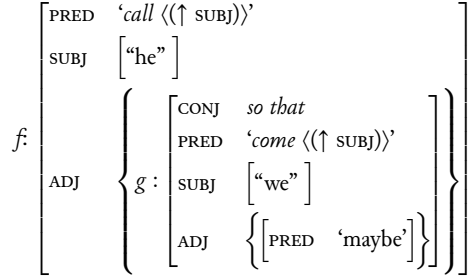 PRED ‘call ⟨(↑ SUBJ)⟩’
SUBJ [“he”]
f: ADJ { g : [
CONJ so that
PRED ‘come ⟨(↑ SUBJ)⟩’
SUBJ [“we”]
ADJ {[PRED ‘maybe’]}
] }